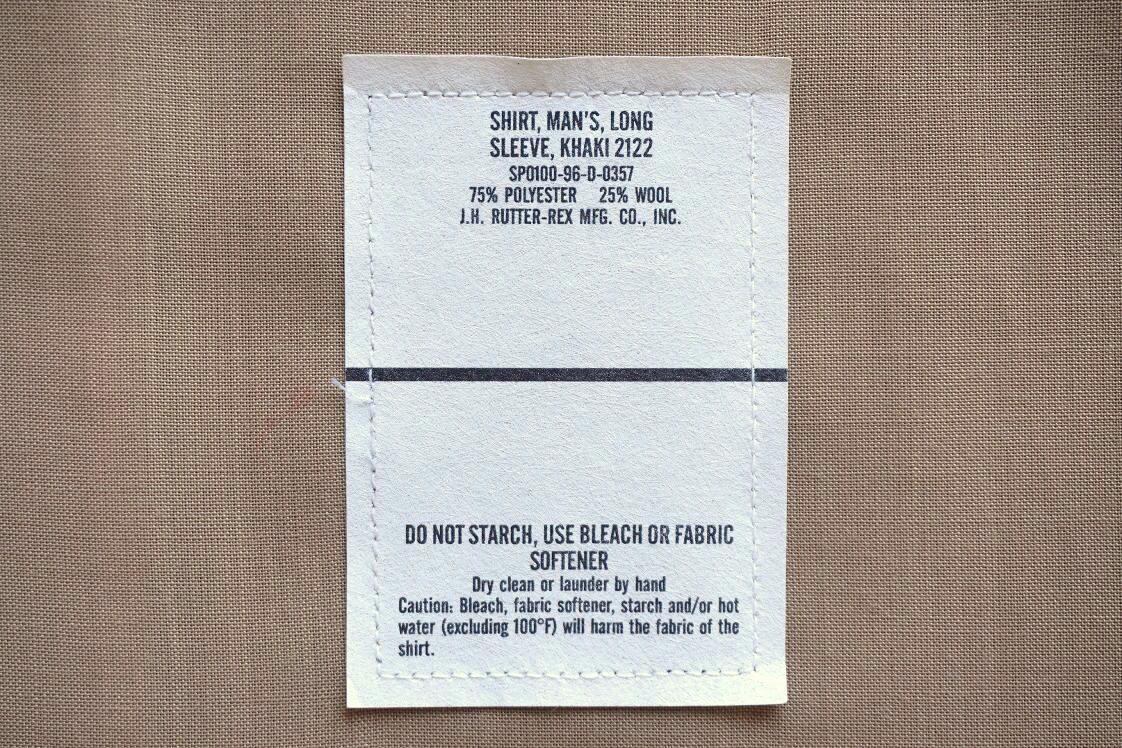 SHIRT, MAN'S, LONG
SLEEVE, KHAKI 2122
SP0100-96-D-0357
75% POLYESTER 25% WOOL
J.H. RUTTER-REX MFG. CO., INC.
DO NOT STARCH, USE BLEACH OR FABRIC
SOFTENER
Dry clean or launder by hand
Caution: Bleach, fabric softener, starch and/or hot
water (excluding 100°F) will harm the fabric of the
shirt.